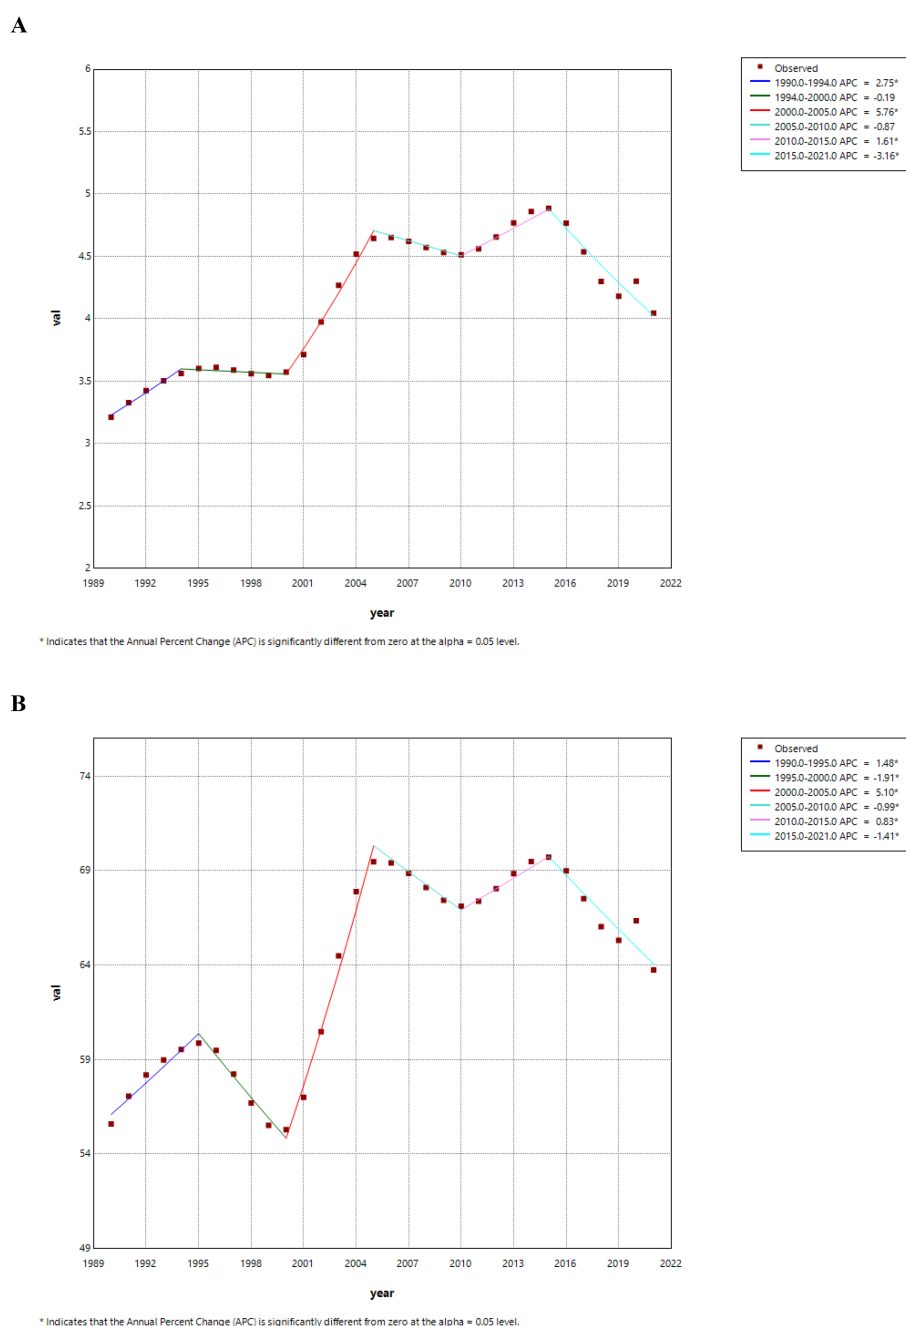 A
6
5.5
5
4.5
4
3.5
3
2.5
2
val
1989 1992 1995 1998 2001 2004 2007 2010 2013 2016 2019 2022
year
Observed
1990.0-1994.0 APC = 2.75*
1994.0-2000.0 APC = -0.19
2000.0-2005.0 APC = 5.76*
2005.0-2010.0 APC = -0.87
2010.0-2015.0 APC = 1.61*
2015.0-2021.0 APC = -3.16*
* Indicates that the Annual Percent Change (APC) is significantly different from zero at the alpha = 0.05 level.
B
74
69
64
59
54
49
val
1989 1992 1995 1998 2001 2004 2007 2010 2013 2016 2019 2022
year
Observed
1990.0-1995.0 APC = 1.48*
1995.0-2000.0 APC = -1.91*
2000.0-2005.0 APC = 5.10*
2005.0-2010.0 APC = -0.99*
2010.0-2015.0 APC = 0.83*
2015.0-2021.0 APC = -1.41*
* Indicates that the Annual Percent Change (APC) is significantly different from zero at the alpha = 0.05 level.